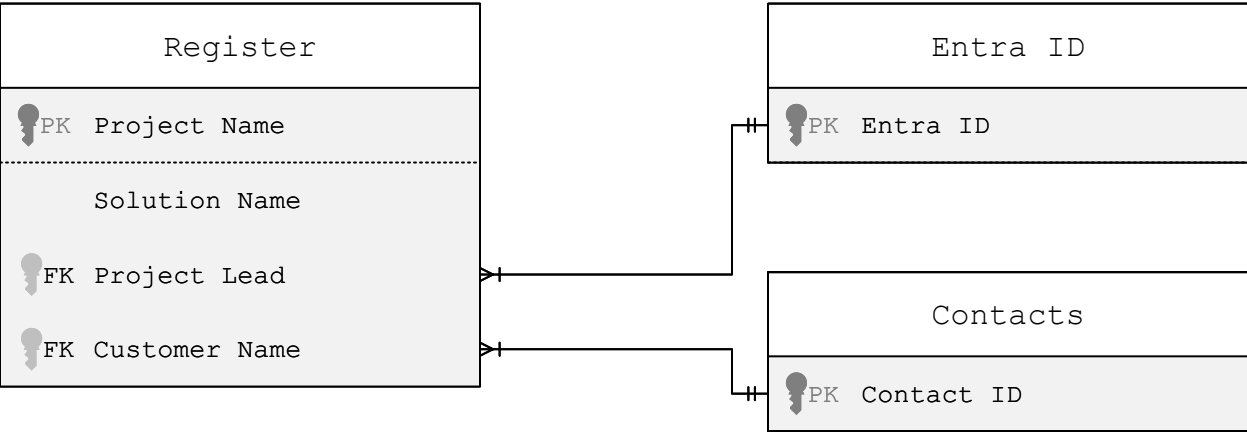 Register
PK Project Name
Solution Name
FK Project Lead
FK Customer Name
Entra ID
PK Entra ID
Contacts
PK Contact ID